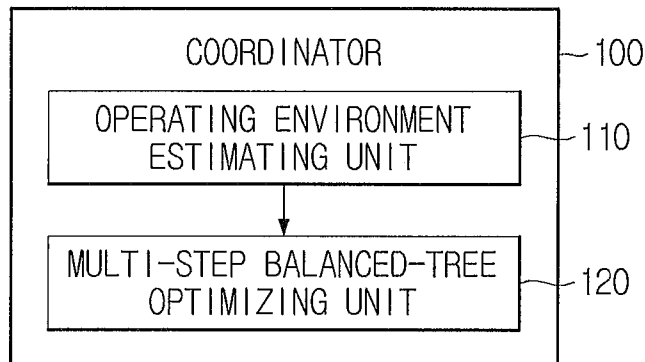 COORDINATOR
100
OPERATING ENVIRONMENT
ESTIMATING UNIT
110
MULTI-STEP BALANCED-TREE
OPTIMIZING UNIT
120